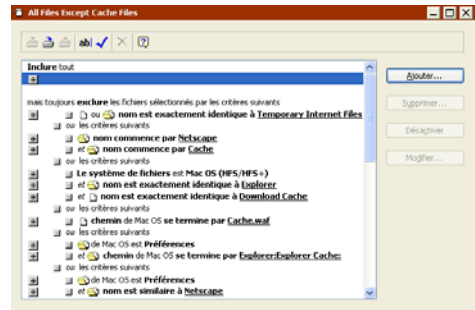 All Files Except Cache Files
ab
Inclure tout
mais toujours exclure les fichiers sélectionnés par les critères suivants
ou nom est exactement identique à Temporary Internet Files
ou les critères suivants
nom commence par Netscape
et nom commence par Cache
ou les critères suivants
Le système de fichiers est Mac OS (HFS/HFS+)
et nom est exactement identique à Explorer
et nom est exactement identique à Download Cache
ou les critères suivants
chemin de Mac OS se termine par Cache.waf
ou les critères suivants
de Mac OS est Préférences
et chemin de Mac OS se termine par Explorer:Explorer Cache:
ou les critères suivants
de Mac OS est Préférences
et nom est similaire à Netscape
Ajouter...
Supprimer...
Désactiver
Modifier...